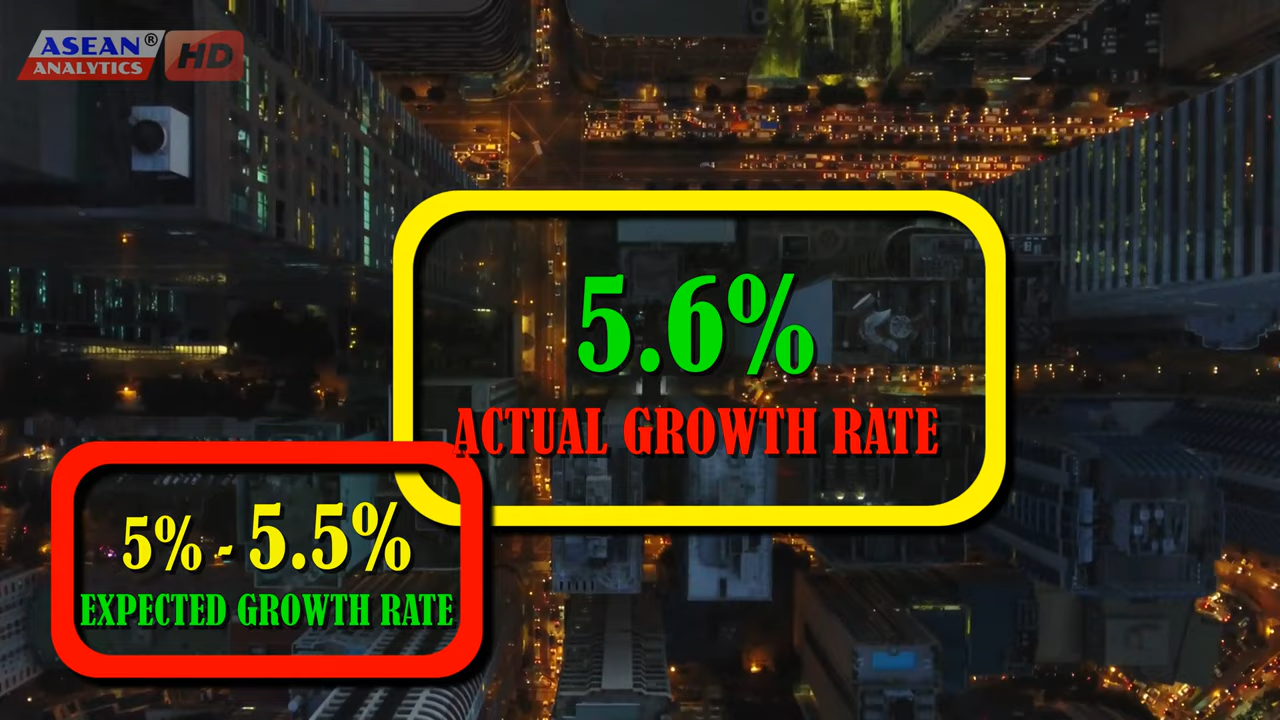 ASEAN®
ANALYTICS
HD
5.6%
ACTUAL GROWTH RATE
5% - 5.5%
EXPECTED GROWTH RATE